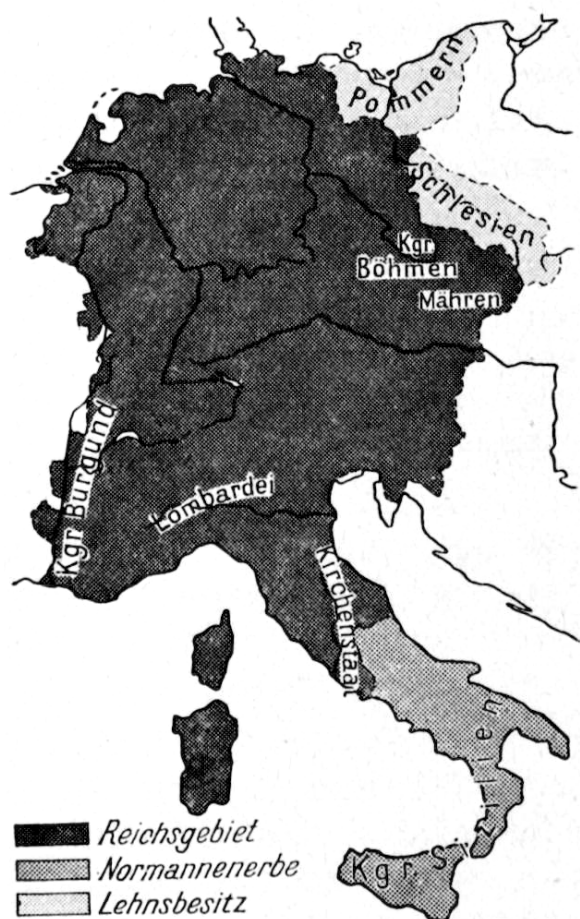 Pommern
Schlesien
Kgr.
Böhmen
Mähren
Kgr. Burgund
Lombardei
Kirchenstaat
Kgr. Sizilien
Reichsgebiet
Normannenerbe
Lehnsbesitz